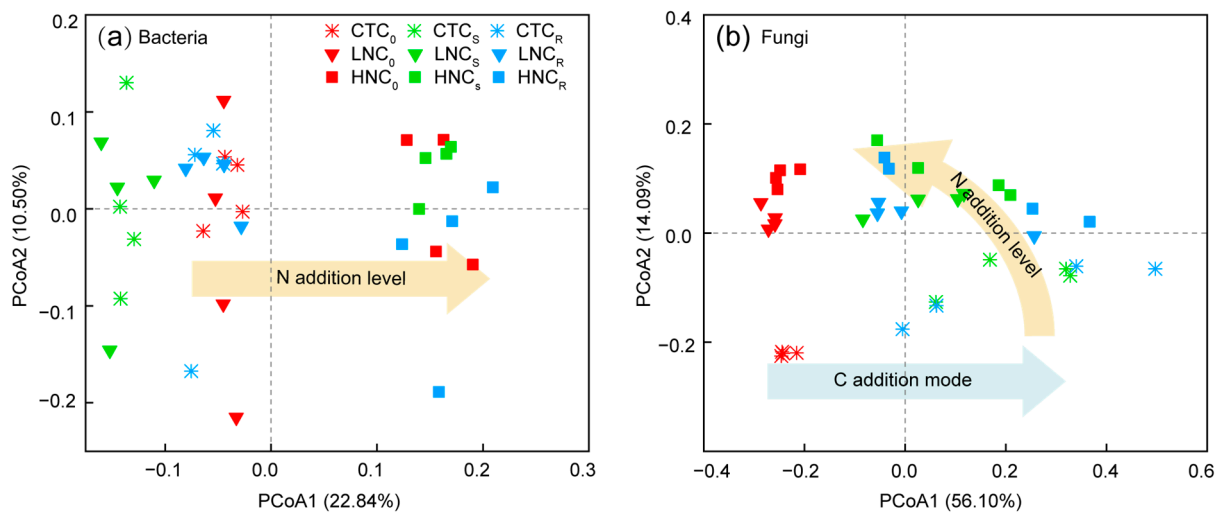 (a) Bacteria
CTC0 CTCS CTCR
LNC0 LNCS LNCR
HNC0 HNCs HNCR
0.2
0.1
0.0
−0.1
−0.2
PCoA2 (10.50%)
N addition level
−0.1 0.0 0.1 0.2 0.3
PCoA1 (22.84%)
(b) Fungi
0.4
0.2
0.0
−0.2
PCoA2 (14.09%)
N addition level
C addition mode
−0.4 −0.2 0.0 0.2 0.4 0.6
PCoA1 (56.10%)